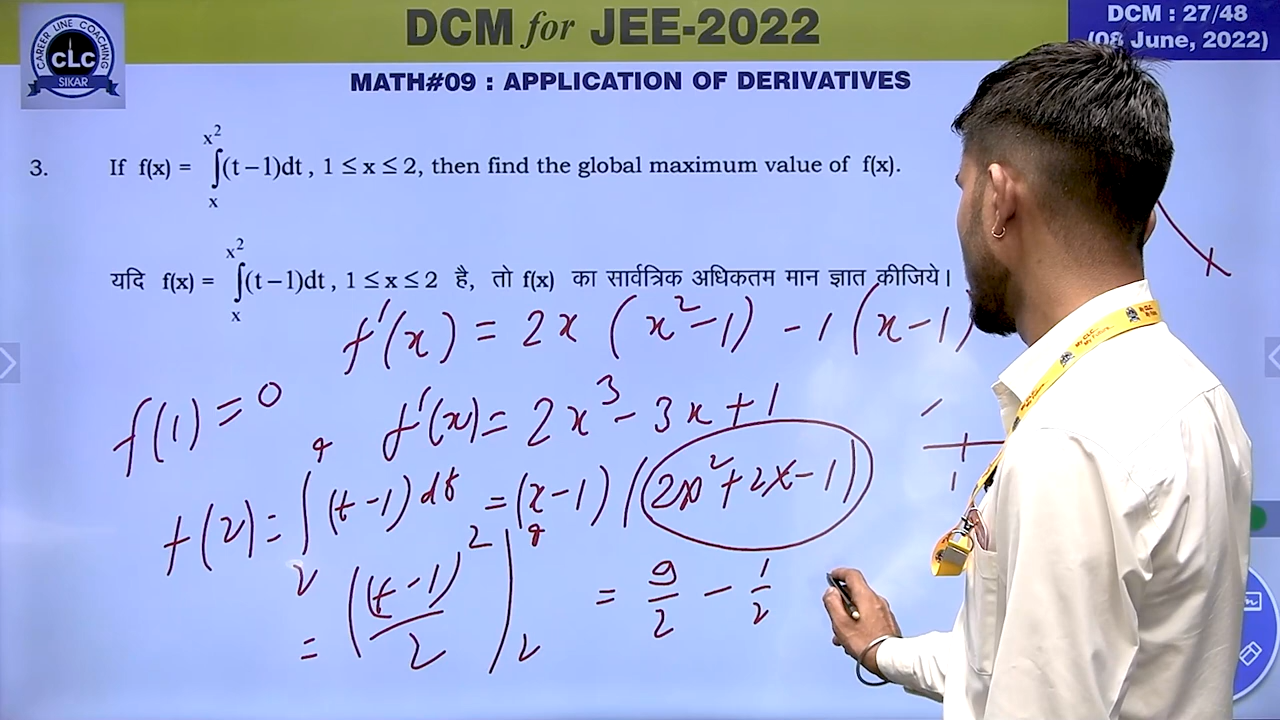 DCM for JEE-2022
DCM : 27/48
(08 June, 2022)
CAREER LINE COACHING
CLC
SIKAR
MATH#09 : APPLICATION OF DERIVATIVES
3. If f(x) = ∫ₓ^{x²} (t−1)dt , 1 ≤ x ≤ 2, then find the global maximum value of f(x).
यदि f(x) = ∫ₓ^{x²} (t−1)dt , 1 ≤ x ≤ 2 है, तो f(x) का सार्वत्रिक अधिकतम मान ज्ञात कीजिये।
f'(x) = 2x (x²−1) − 1 (x−1)
f(1) = 0
f'(x) = 2x³ − 3x + 1
f(2) = ∫₂⁴ (t−1) dt
= (x−1) (2x²+2x−1)
= ((t−1)²/2)|₂⁴ = 9/2 − 1/2
1